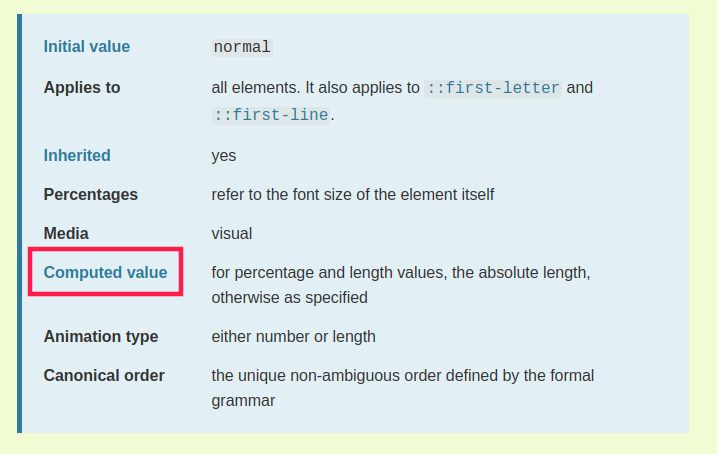 Initial value normal
Applies to all elements. It also applies to ::first-letter and
::first-line.
Inherited yes
Percentages refer to the font size of the element itself
Media visual
Computed value for percentage and length values, the absolute length,
otherwise as specified
Animation type either number or length
Canonical order the unique non-ambiguous order defined by the formal
grammar